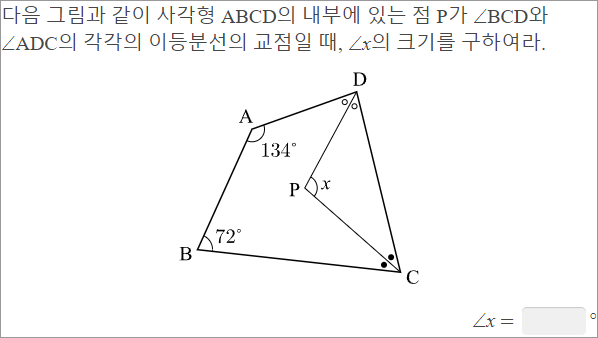 다음 그림과 같이 사각형 ABCD의 내부에 있는 점 P가 ∠BCD와
∠ADC의 각각의 이등분선의 교점일 때, ∠x의 크기를 구하여라.
D
A
134°
P x
72°
B
C
∠x = °